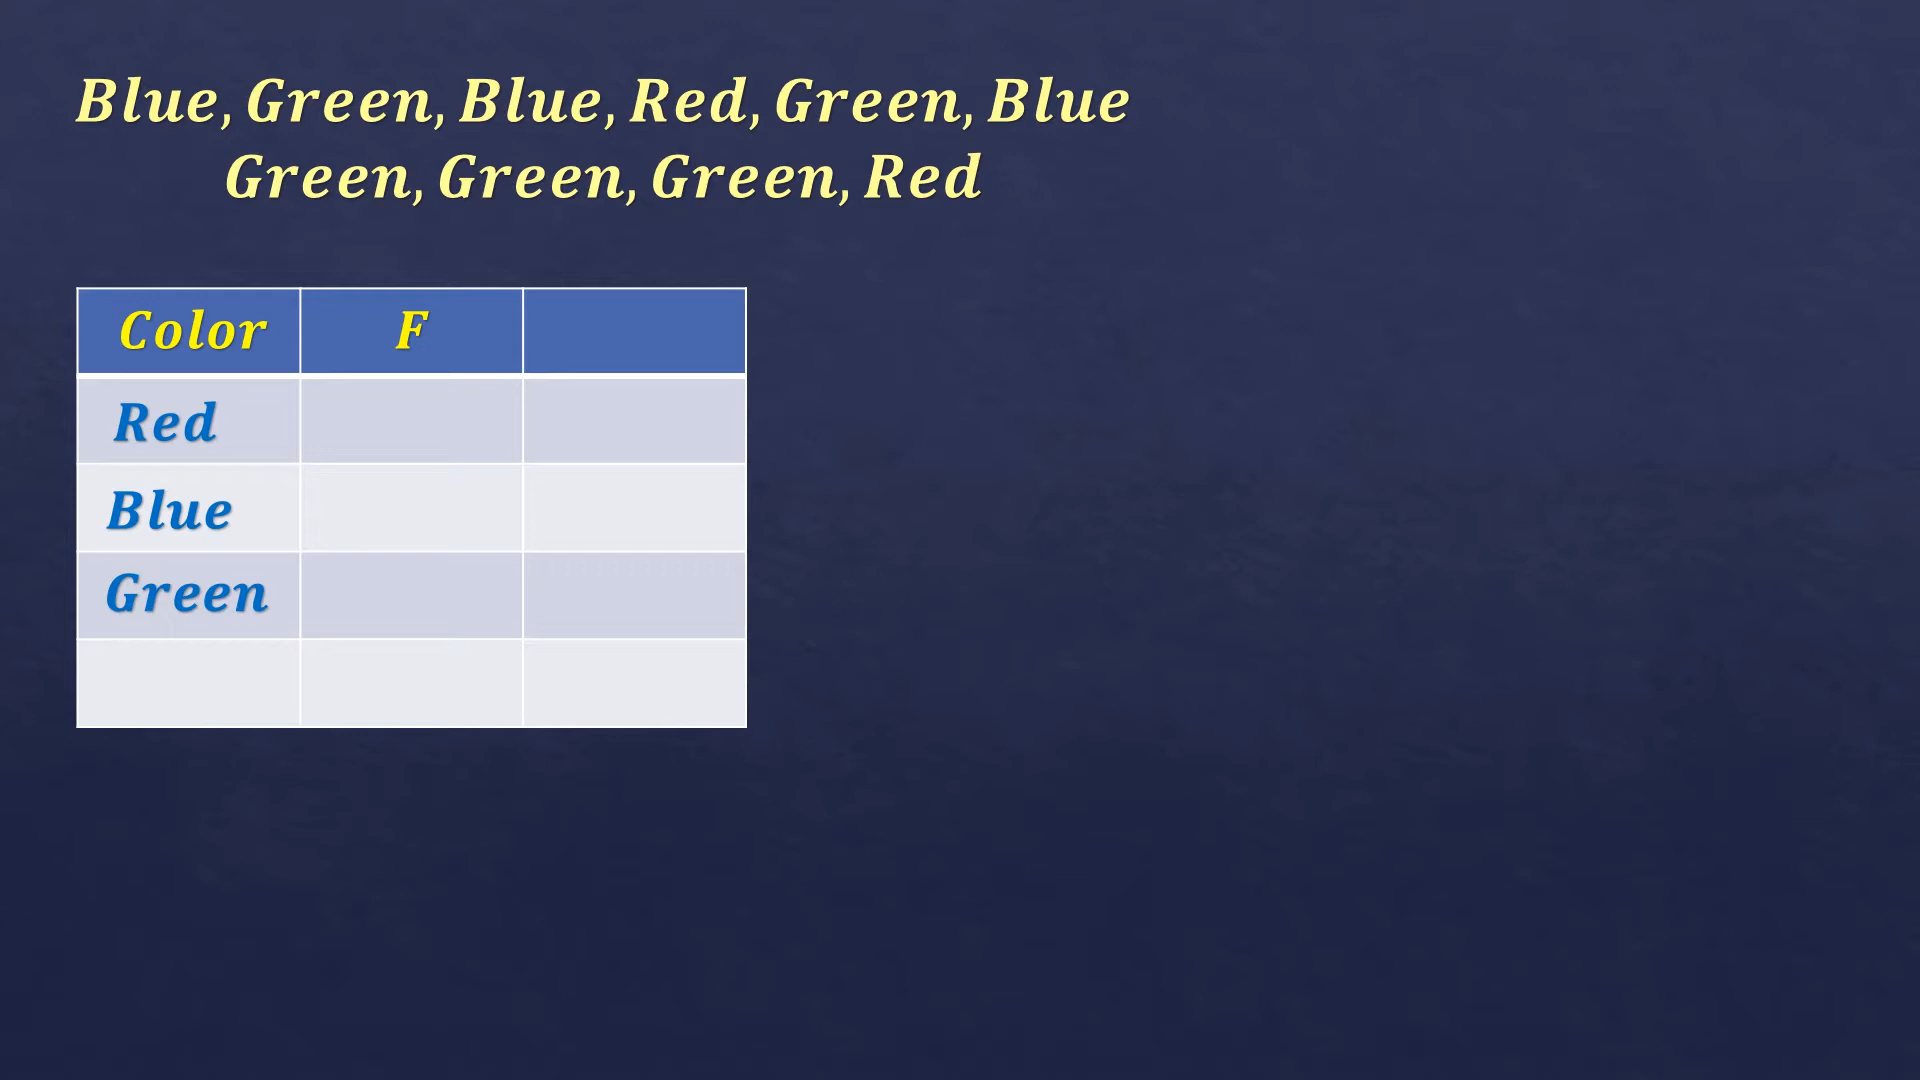 Blue, Green, Blue, Red, Green, Blue
Green, Green, Green, Red
Color F
Red
Blue
Green